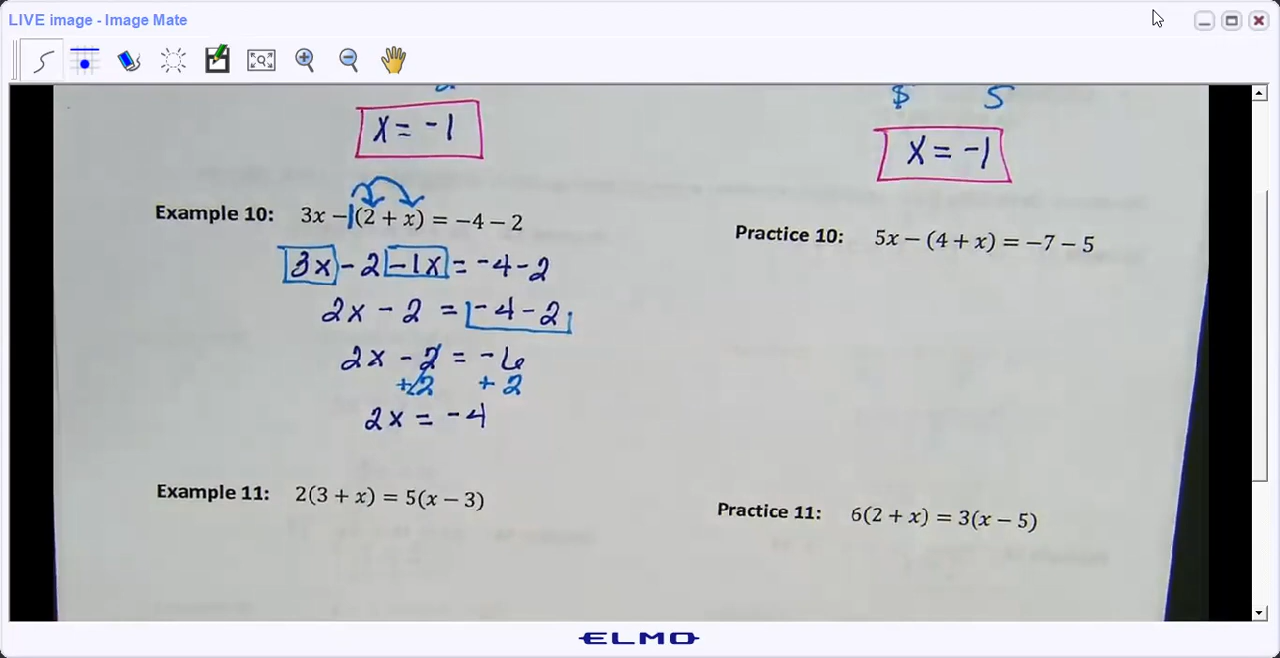 LIVE image - Image Mate
$ 5
x = -1
x = -1
Example 10: 3x -1(2 + x) = -4 - 2
3x - 2 - 1x = -4 - 2
2x - 2 = -4 - 2
2x - 2 = -6
+2 +2
2x = -4
Practice 10: 5x - (4 + x) = -7 - 5
Example 11: 2(3 + x) = 5(x - 3)
Practice 11: 6(2 + x) = 3(x - 5)
ELMO